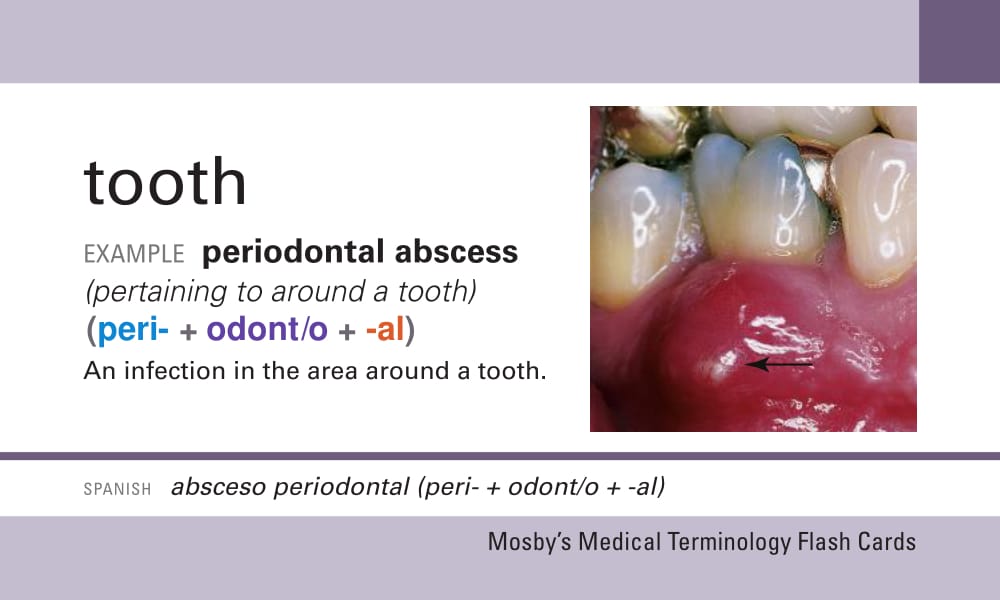 tooth
EXAMPLE periodontal abscess
(pertaining to around a tooth)
(peri- + odont/o + -al)
An infection in the area around a tooth.
SPANISH absceso periodontal (peri- + odont/o + -al)
Mosby's Medical Terminology Flash Cards